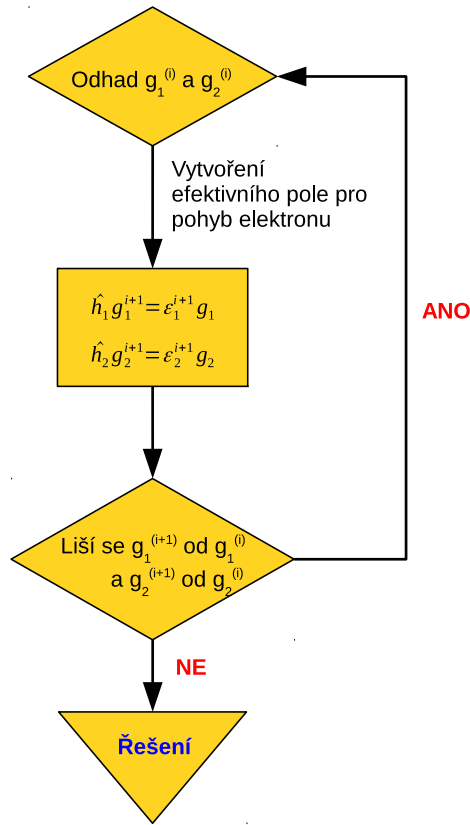 Odhad g₁⁽ⁱ⁾ a g₂⁽ⁱ⁾
Vytvoření
efektivního pole pro
pohyb elektronu
ĥ₁g₁ⁱ⁺¹=ε₁ⁱ⁺¹g₁
ĥ₂g₂ⁱ⁺¹=ε₂ⁱ⁺¹g₂
ANO
Liší se g₁⁽ⁱ⁺¹⁾ od g₁⁽ⁱ⁾
a g₂⁽ⁱ⁺¹⁾ od g₂⁽ⁱ⁾
NE
Řešení